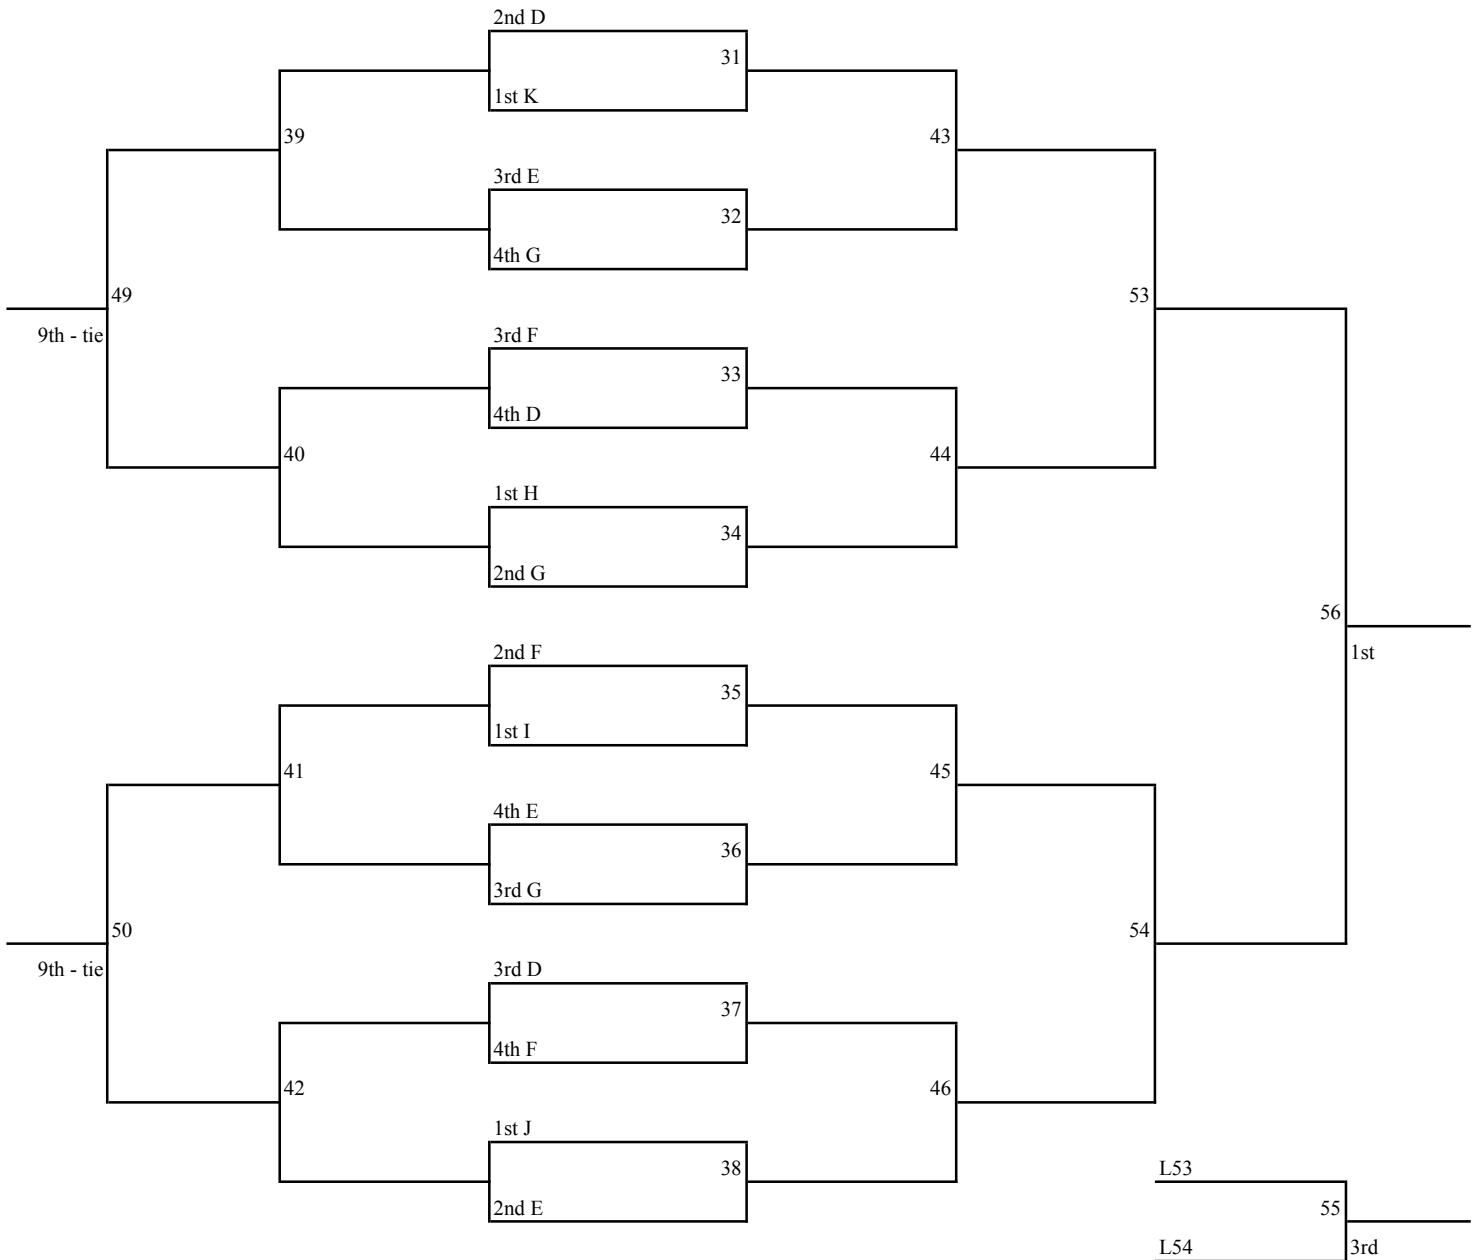 2nd D
31
1st K
39
43
3rd E
32
4th G
49
53
9th - tie
3rd F
33
4th D
40
44
1st H
34
2nd G
56
1st
2nd F
35
1st I
41
45
4th E
36
3rd G
50
54
9th - tie
3rd D
37
4th F
42
46
1st J
38
2nd E
L53
55
L54
3rd